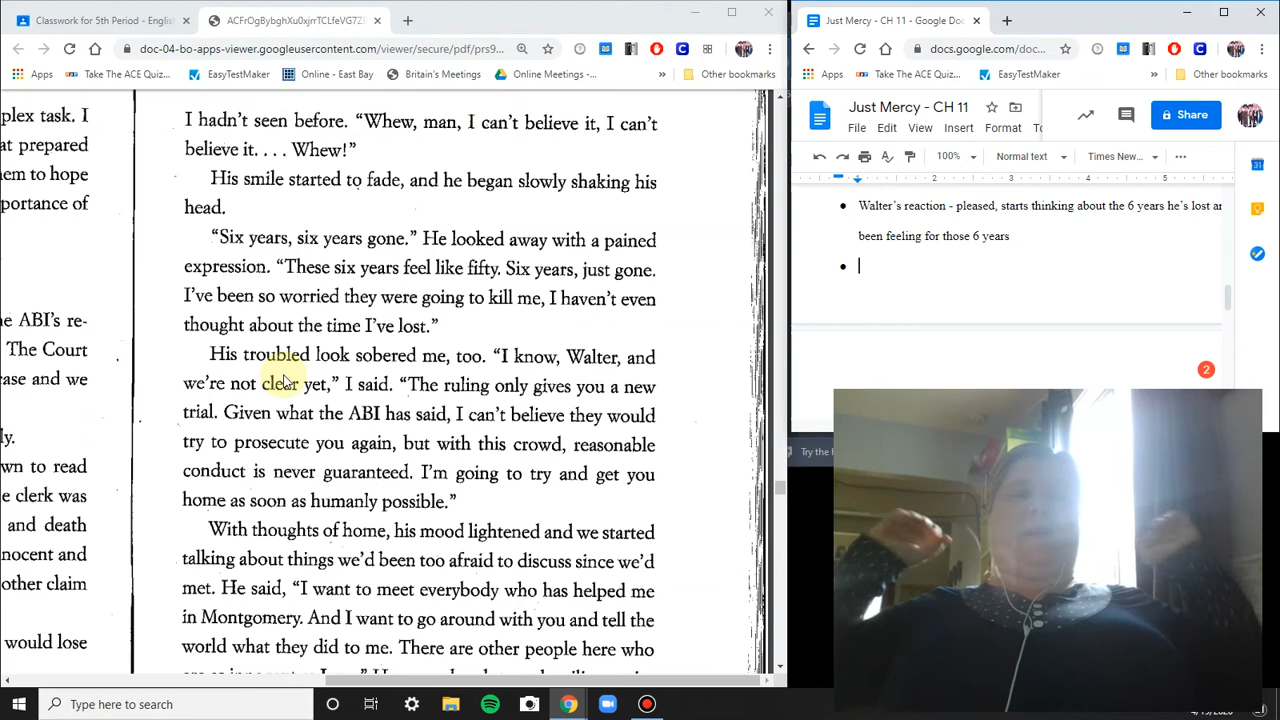 Classwork for 5th Period - English
ACFrOgBybghXu0xjrrTCLfeVG7Z
doc-04-bo-apps-viewer.googleusercontent.com/viewer/secure/pdf/prs9...
Apps
Take The ACE Quiz...
EasyTestMaker
Online - East Bay
Britain's Meetings
Online Meetings -...
»
Other bookmarks
plex task. I
at prepared
em to hope
portance of
e ABI's re-
The Court
case and we
ly.
wn to read
e clerk was
and death
nocent and
other claim
would lose
I hadn't seen before. "Whew, man, I can't believe it, I can't
believe it. . . . Whew!"
His smile started to fade, and he began slowly shaking his
head.
"Six years, six years gone." He looked away with a pained
expression. "These six years feel like fifty. Six years, just gone.
I've been so worried they were going to kill me, I haven't even
thought about the time I've lost."
His troubled look sobered me, too. "I know, Walter, and
we're not clear yet," I said. "The ruling only gives you a new
trial. Given what the ABI has said, I can't believe they would
try to prosecute you again, but with this crowd, reasonable
conduct is never guaranteed. I'm going to try and get you
home as soon as humanly possible."
With thoughts of home, his mood lightened and we started
talking about things we'd been too afraid to discuss since we'd
met. He said, "I want to meet everybody who has helped me
in Montgomery. And I want to go around with you and tell the
world what they did to me. There are other people here who
Just Mercy - CH 11 - Google Doc
docs.google.com/doc...
Apps
Take The ACE Quiz...
EasyTestMaker
»
Other bookmarks
Just Mercy - CH 11
Share
File Edit View Insert Format To
100% Normal text Times New... ...
2 3 4 5
• Walter's reaction - pleased, starts thinking about the 6 years he's lost an
been feeling for those 6 years
•
2
Try the
Type here to search